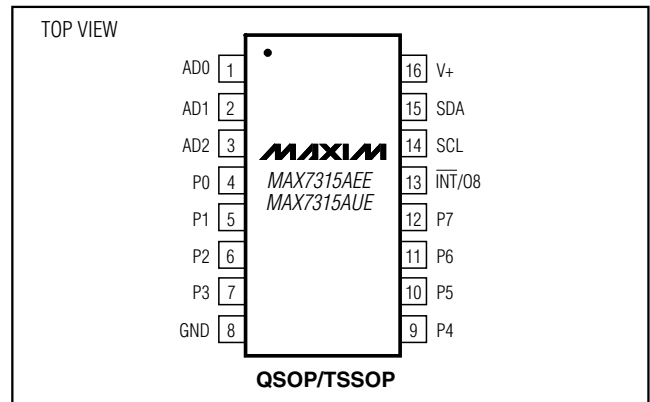 TOP VIEW
AD0 1
AD1 2
AD2 3
P0 4
P1 5
P2 6
P3 7
GND 8
MAXIM
MAX7315AEE
MAX7315AUE
16 V+
15 SDA
14 SCL
13 I̅N̅T̅/O8
12 P7
11 P6
10 P5
9 P4
QSOP/TSSOP